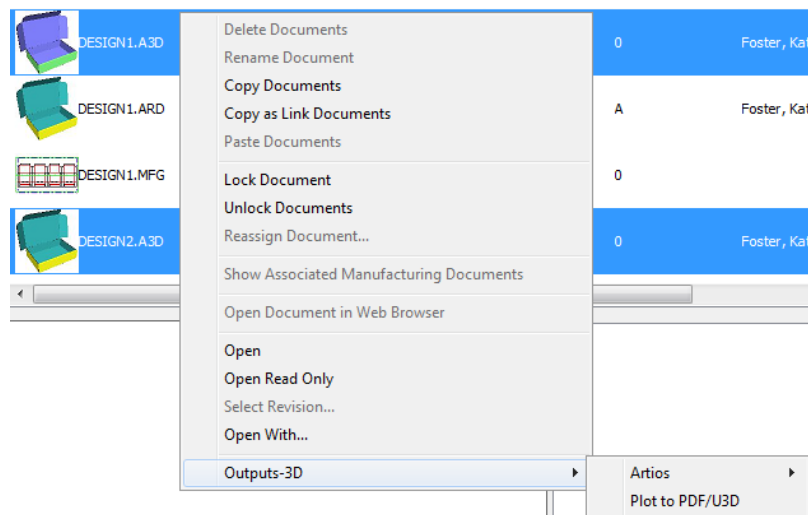 DESIGN1.A3D
0
Foster, Kat
DESIGN1.ARD
A
Foster, Kat
DESIGN1.MFG
0
DESIGN2.A3D
0
Foster, Kat
Delete Documents
Rename Document
Copy Documents
Copy as Link Documents
Paste Documents
Lock Document
Unlock Documents
Reassign Document...
Show Associated Manufacturing Documents
Open Document in Web Browser
Open
Open Read Only
Select Revision...
Open With...
Outputs-3D
Artios
Plot to PDF/U3D